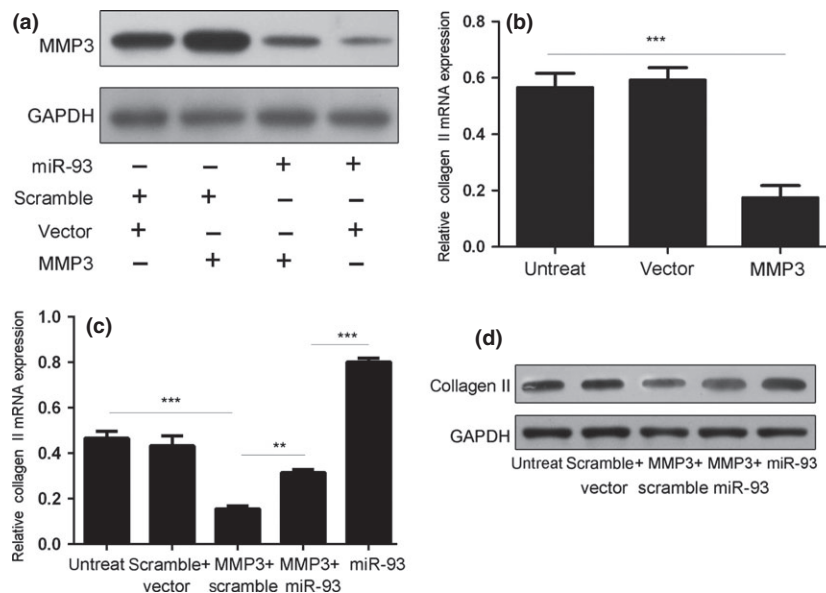 (a)
MMP3
GAPDH
miR-93 – – + +
Scramble + + – –
Vector + – – +
MMP3 – + + –
(b)
Relative collagen II mRNA expression
0.8
0.6
0.4
0.2
0.0
***
Untreat Vector MMP3
(c)
Relative collagen II mRNA expression
1.0
0.8
0.6
0.4
0.2
0.0
***
**
***
Untreat Scramble+ MMP3+ MMP3+ miR-93
vector scramble miR-93
(d)
Collagen II
GAPDH
Untreat Scramble+ MMP3+ MMP3+ miR-93
vector scramble miR-93